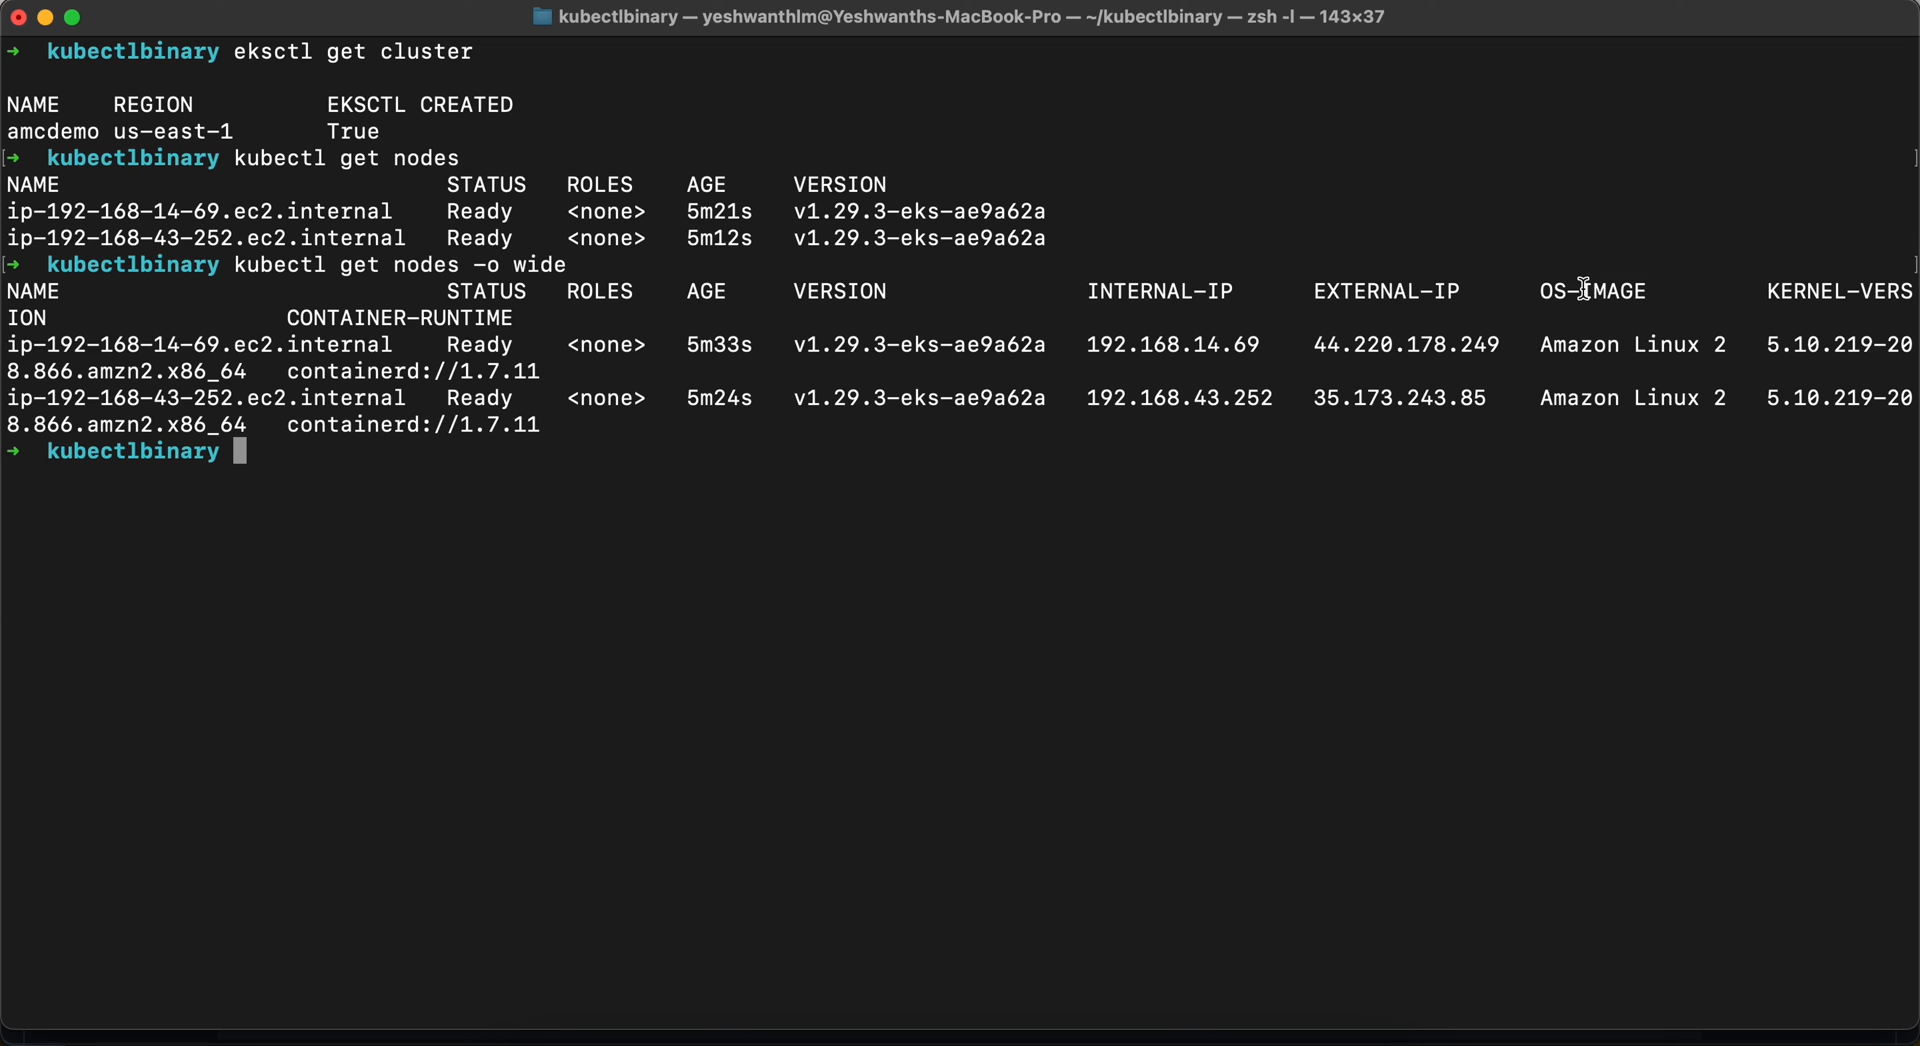 kubectlbinary — yeshwanthlm@Yeshwanths-MacBook-Pro — ~/kubectlbinary — zsh -l — 143×37
→ kubectlbinary eksctl get cluster
NAME REGION EKSCTL CREATED
amcdemo us-east-1 True
[→ kubectlbinary kubectl get nodes ]
NAME STATUS ROLES AGE VERSION
ip-192-168-14-69.ec2.internal Ready <none> 5m21s v1.29.3-eks-ae9a62a
ip-192-168-43-252.ec2.internal Ready <none> 5m12s v1.29.3-eks-ae9a62a
[→ kubectlbinary kubectl get nodes -o wide ]
NAME STATUS ROLES AGE VERSION INTERNAL-IP EXTERNAL-IP OS-IMAGE KERNEL-VERS
ION CONTAINER-RUNTIME
ip-192-168-14-69.ec2.internal Ready <none> 5m33s v1.29.3-eks-ae9a62a 192.168.14.69 44.220.178.249 Amazon Linux 2 5.10.219-20
8.866.amzn2.x86_64 containerd://1.7.11
ip-192-168-43-252.ec2.internal Ready <none> 5m24s v1.29.3-eks-ae9a62a 192.168.43.252 35.173.243.85 Amazon Linux 2 5.10.219-20
8.866.amzn2.x86_64 containerd://1.7.11
→ kubectlbinary